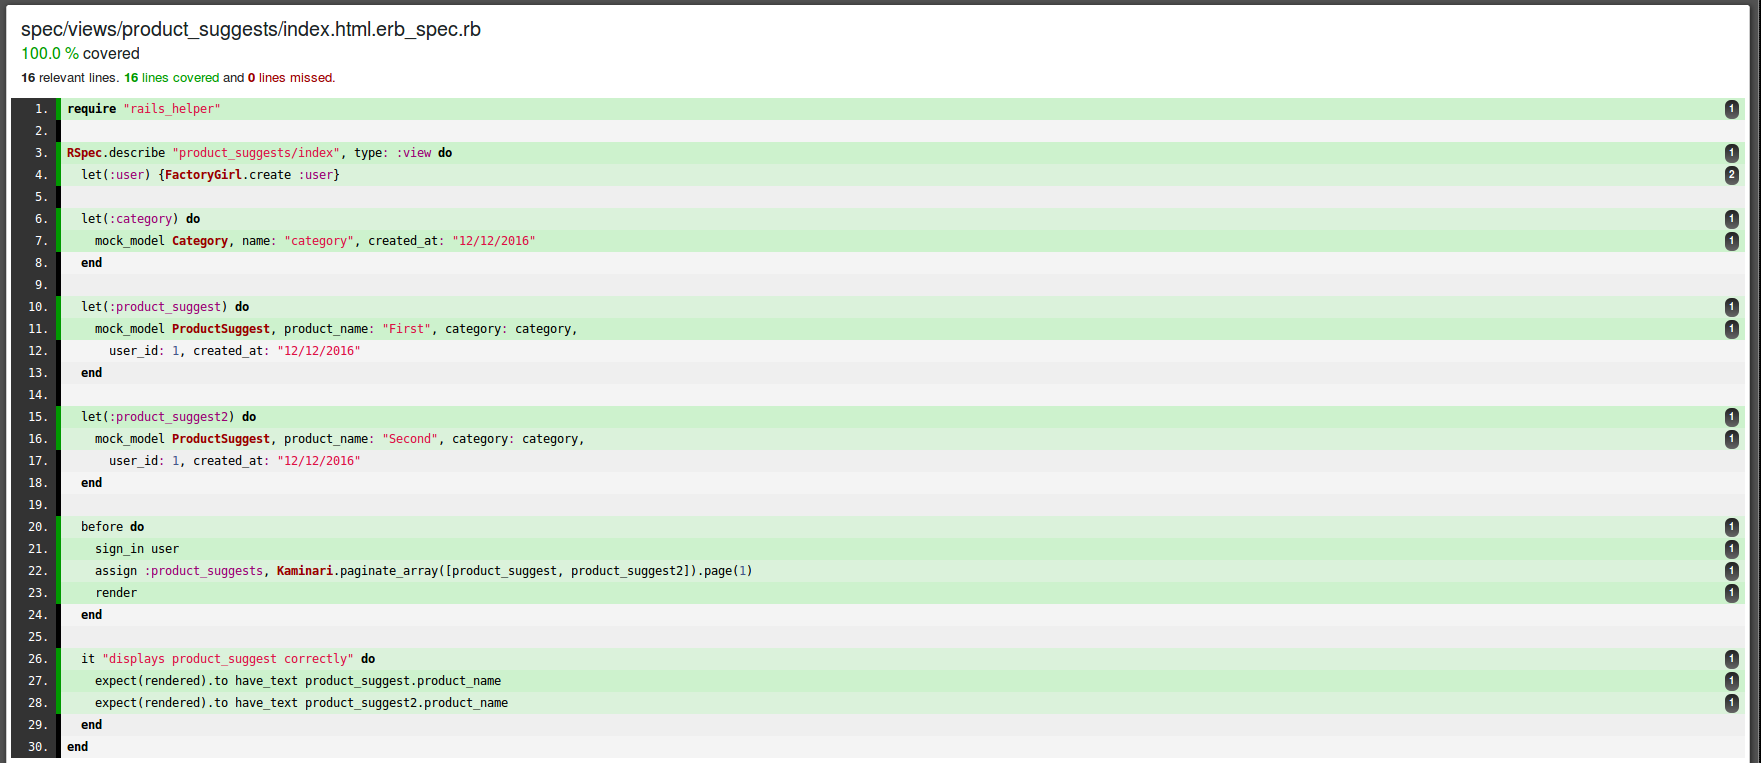 spec/views/product_suggests/index.html.erb_spec.rb
100.0 % covered
16 relevant lines. 16 lines covered and 0 lines missed.
1. require "rails_helper" 1
2.
3. RSpec.describe "product_suggests/index", type: :view do 1
4.   let(:user) {FactoryGirl.create :user} 2
5.
6.   let(:category) do 1
7.     mock_model Category, name: "category", created_at: "12/12/2016" 1
8.   end
9.
10.   let(:product_suggest) do 1
11.     mock_model ProductSuggest, product_name: "First", category: category, 1
12.       user_id: 1, created_at: "12/12/2016"
13.   end
14.
15.   let(:product_suggest2) do 1
16.     mock_model ProductSuggest, product_name: "Second", category: category, 1
17.       user_id: 1, created_at: "12/12/2016"
18.   end
19.
20.   before do 1
21.     sign_in user 1
22.     assign :product_suggests, Kaminari.paginate_array([product_suggest, product_suggest2]).page(1) 1
23.     render 1
24.   end
25.
26.   it "displays product_suggest correctly" do 1
27.     expect(rendered).to have_text product_suggest.product_name 1
28.     expect(rendered).to have_text product_suggest2.product_name 1
29.   end
30. end